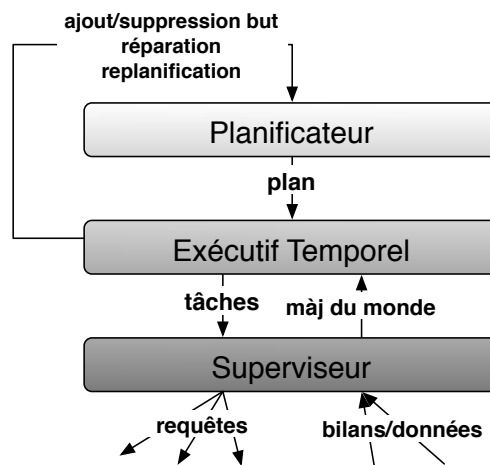 ajout/suppression but
réparation
replanification
Planificateur
plan
Exécutif Temporel
tâches
màj du monde
Superviseur
requêtes
bilans/données